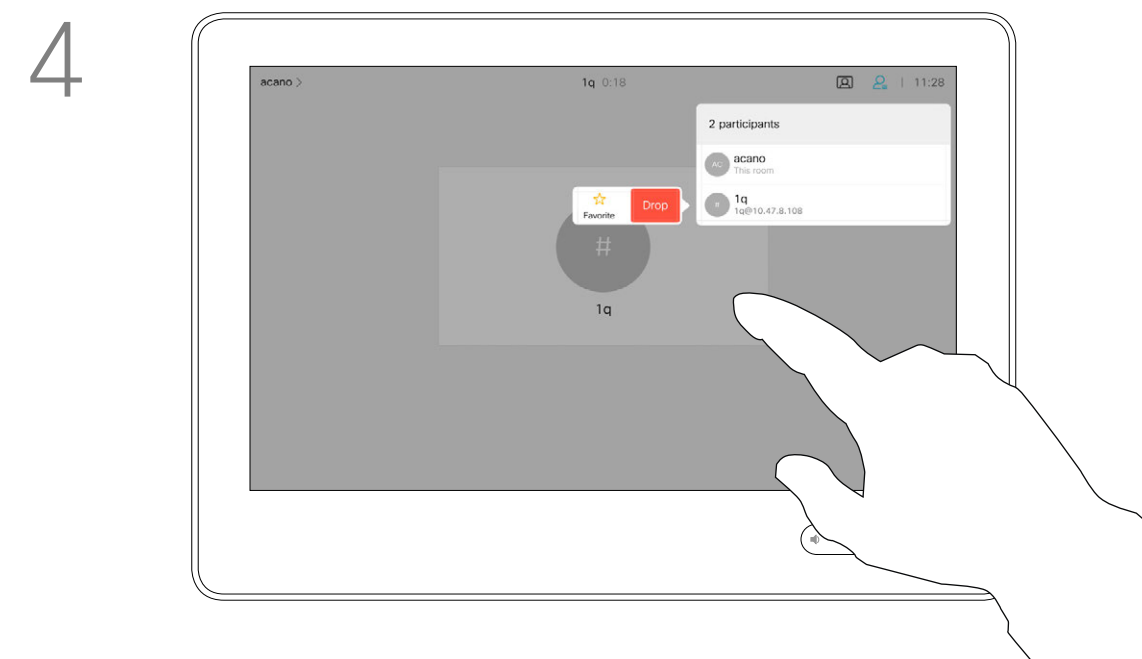 4
acano >
1q 0:18
11:28
2 participants
AC
acano
This room
#
1q
1q@10.47.8.108
Favorite
Drop
#
1q